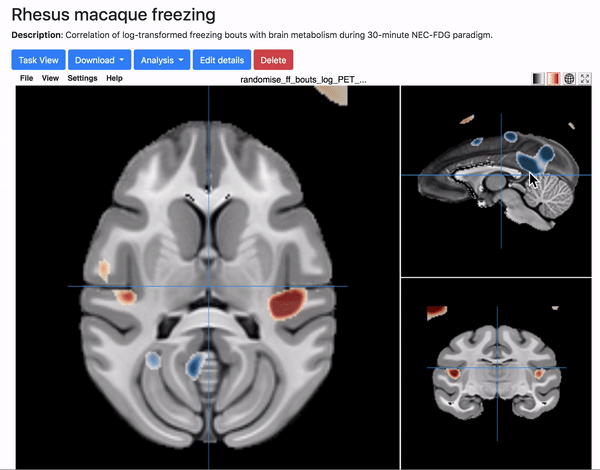 Rhesus macaque freezing
Description: Correlation of log-transformed freezing bouts with brain metabolism during 30-minute NEC-FDG paradigm.
Task View Download Analysis Edit details Delete
File View Settings Help randomise_ff_bouts_log_PET_...